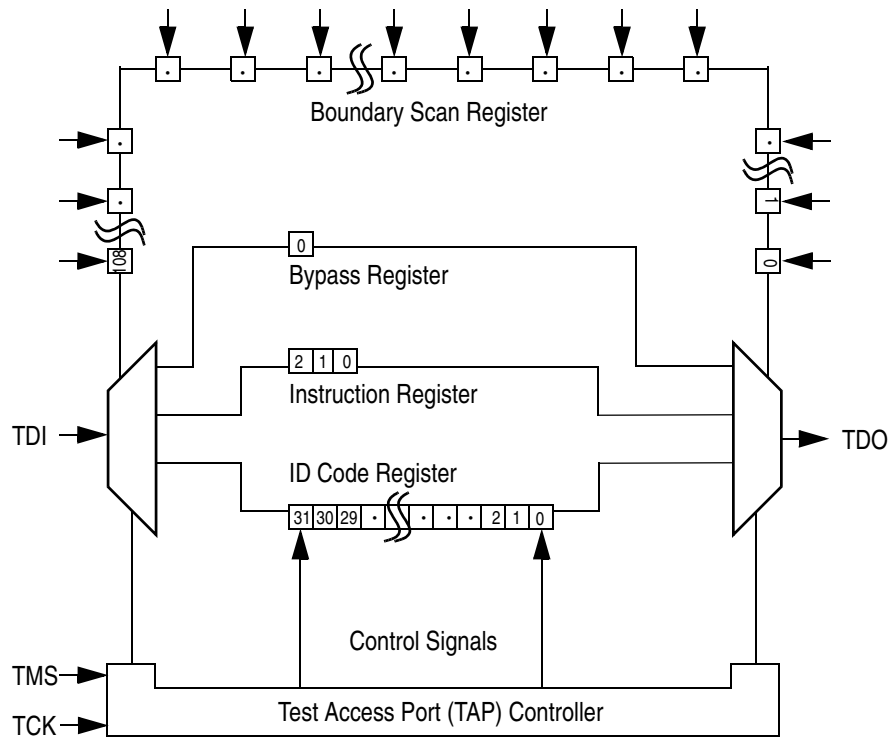 Boundary Scan Register
1
108
0
0
Bypass Register
2 1 0
Instruction Register
TDI
TDO
ID Code Register
31 30 29 . . . . 2 1 0
Control Signals
TMS
Test Access Port (TAP) Controller
TCK